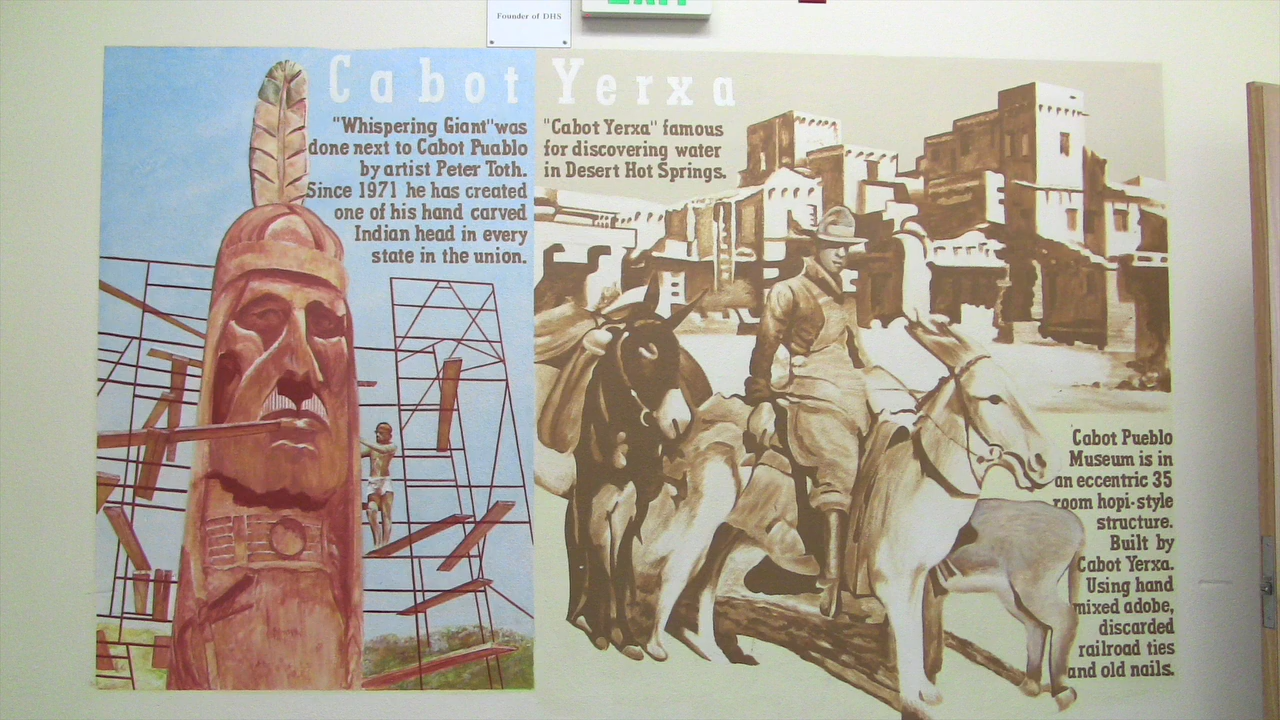 Founder of DHS
EXIT
Cabot Yerxa
"Whispering Giant"was
done next to Cabot Puablo
by artist Peter Toth.
Since 1971 he has created
one of his hand carved
Indian head in every
state in the union.
"Cabot Yerxa" famous
for discovering water
in Desert Hot Springs.
Cabot Pueblo
Museum is in
an eccentric 35
room hopi-style
structure.
Built by
Cabot Yerxa.
Using hand
mixed adobe,
discarded
railroad ties
and old nails.